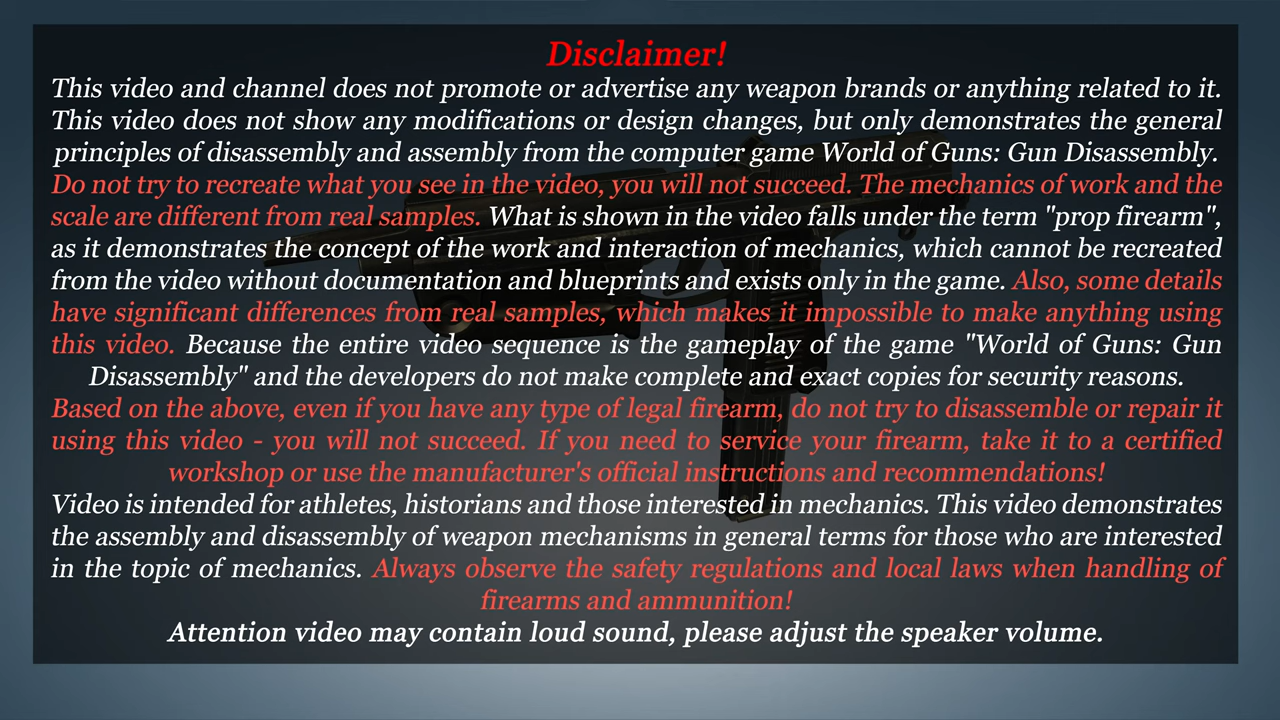 Disclaimer!
This video and channel does not promote or advertise any weapon brands or anything related to it.
This video does not show any modifications or design changes, but only demonstrates the general
principles of disassembly and assembly from the computer game World of Guns: Gun Disassembly.
Do not try to recreate what you see in the video, you will not succeed. The mechanics of work and the
scale are different from real samples. What is shown in the video falls under the term "prop firearm",
as it demonstrates the concept of the work and interaction of mechanics, which cannot be recreated
from the video without documentation and blueprints and exists only in the game. Also, some details
have significant differences from real samples, which makes it impossible to make anything using
this video. Because the entire video sequence is the gameplay of the game "World of Guns: Gun
Disassembly" and the developers do not make complete and exact copies for security reasons.
Based on the above, even if you have any type of legal firearm, do not try to disassemble or repair it
using this video - you will not succeed. If you need to service your firearm, take it to a certified
workshop or use the manufacturer's official instructions and recommendations!
Video is intended for athletes, historians and those interested in mechanics. This video demonstrates
the assembly and disassembly of weapon mechanisms in general terms for those who are interested
in the topic of mechanics. Always observe the safety regulations and local laws when handling of
firearms and ammunition!
Attention video may contain loud sound, please adjust the speaker volume.